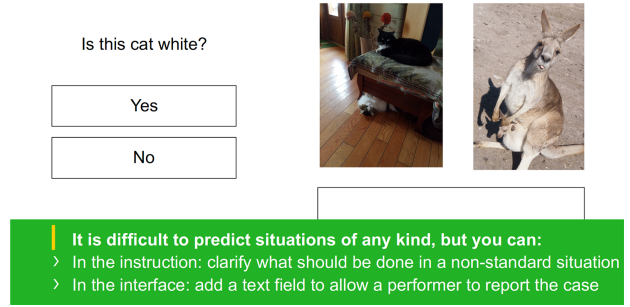 Is this cat white?
Yes
No
It is difficult to predict situations of any kind, but you can:
› In the instruction: clarify what should be done in a non-standard situation
› In the interface: add a text field to allow a performer to report the case